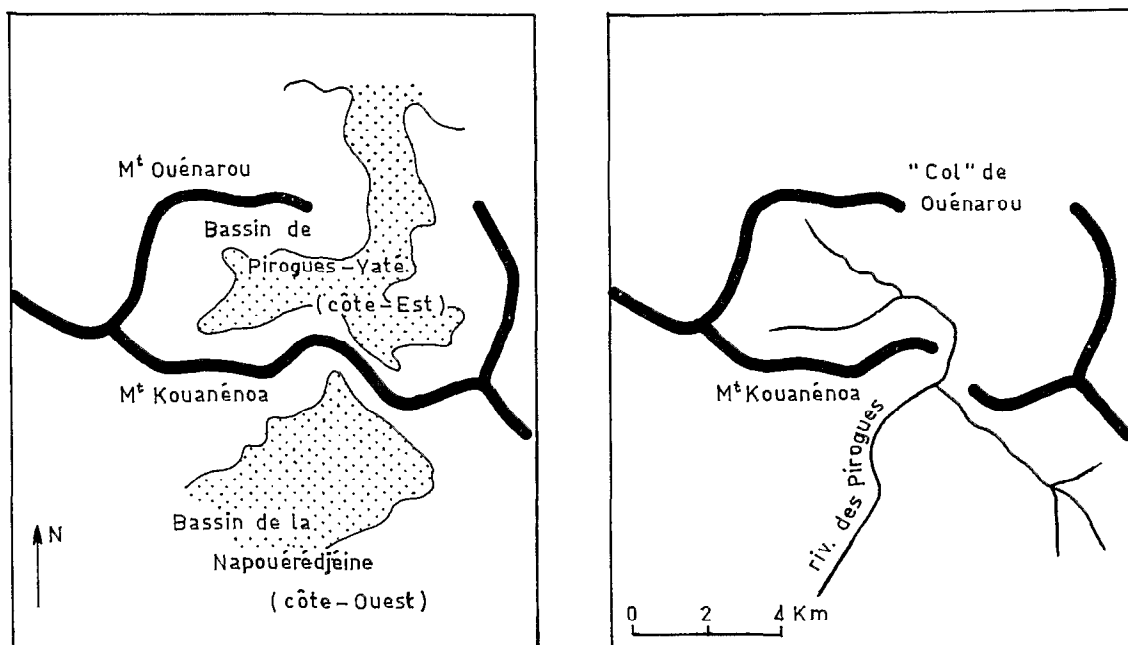 Mt Ouénarou
Bassin de
Pirogues-Yaté
(côte-Est)
Mt Kouanénoa
Bassin de la
Napouérédjeine
(côte-Ouest)
N
"Col" de
Ouénarou
Mt Kouanénoa
riv. des Pirogues
0 2 4 Km